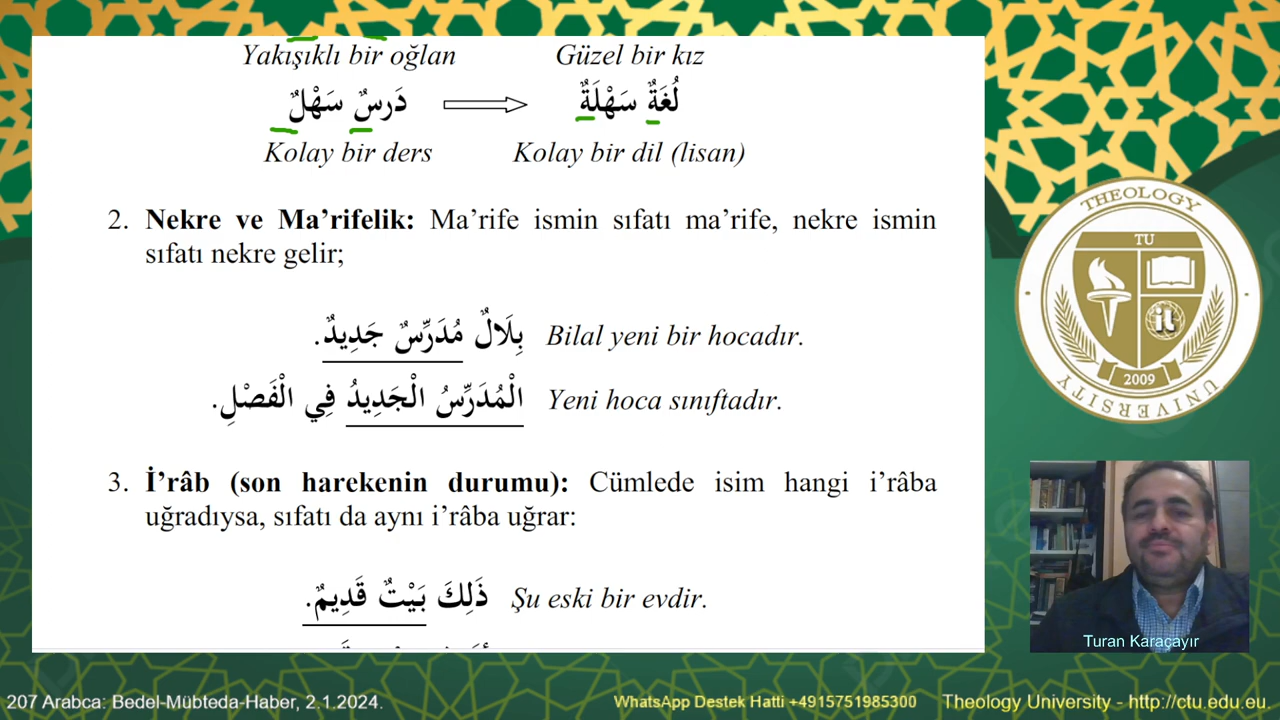 Yakışıklı bir oğlan Güzel bir kız
دَرسٌ سَهْلٌ لُغَةٌ سَهْلَةٌ
Kolay bir ders Kolay bir dil (lisan)
2. Nekre ve Ma’rifelik: Ma’rife ismin sıfatı ma’rife, nekre ismin
sıfatı nekre gelir;
بِلَالٌ مُدَرِّسٌ جَدِيدٌ. Bilal yeni bir hocadır.
الْمُدَرِّسُ الْجَدِيدُ فِي الْفَصْلِ. Yeni hoca sınıftadır.
3. İ’râb (son harekenin durumu): Cümlede isim hangi i’râba
uğradıysa, sıfatı da aynı i’râba uğrar:
ذَلِكَ بَيْتٌ قَدِيمٌ. Şu eski bir evdir.
THEOLOGY
TU
2009
UNIVERSITY
Turan Karaçayır
207 Arabca: Bedel-Mübteda-Haber, 2.1.2024.
WhatsApp Destek Hatti +4915751985300
Theology University - http://ctu.edu.eu.